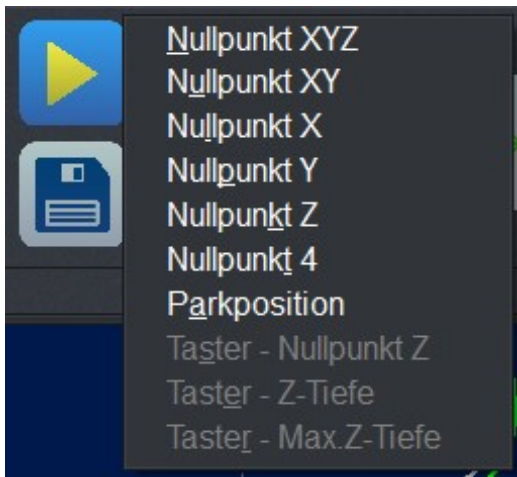 Nullpunkt XYZ
Nullpunkt XY
Nullpunkt X
Nullpunkt Y
Nullpunkt Z
Nullpunkt 4
Parkposition
Taster - Nullpunkt Z
Taster - Z-Tiefe
Taster - Max.Z-Tiefe